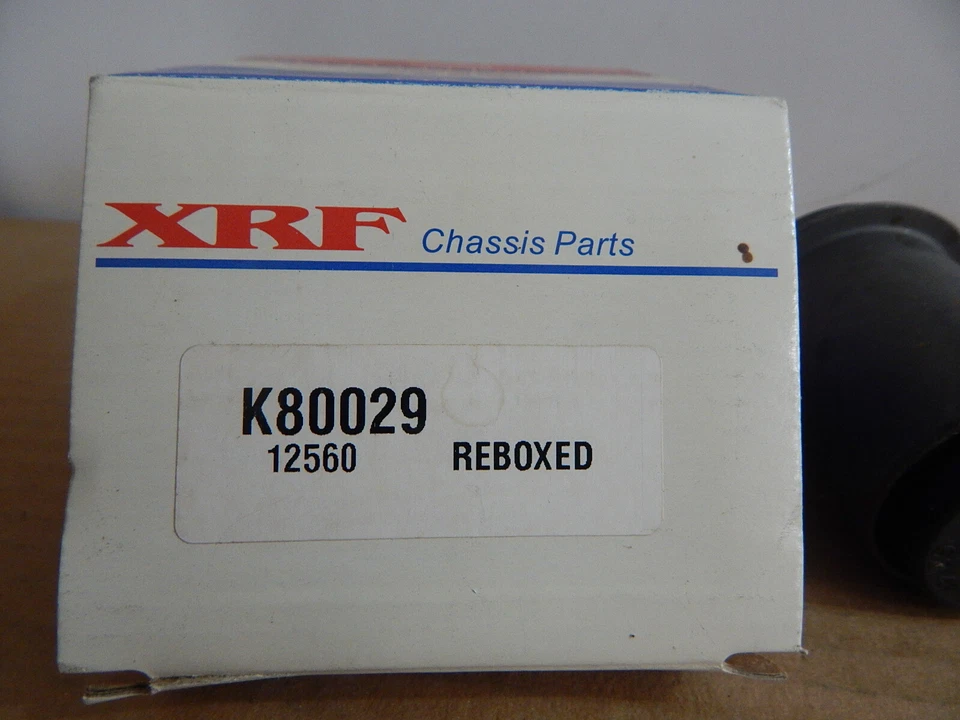 XRF Chassis Parts
K80029
12560 REBOXED